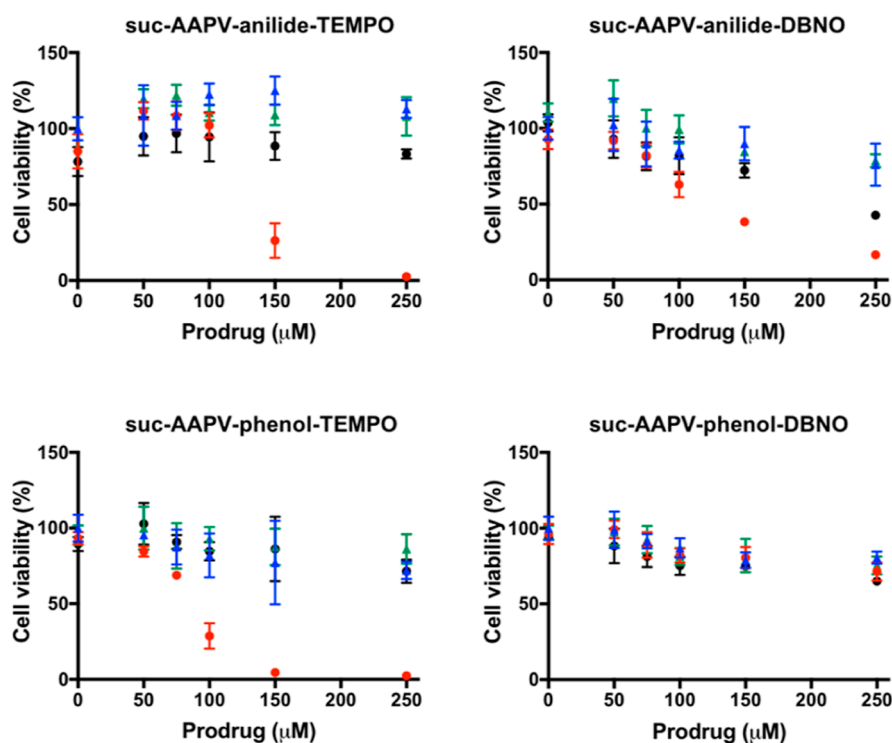 suc-AAPV-anilide-TEMPO
Cell viability (%)
150
100
50
0
0 50 100 150 200 250
Prodrug (μM)
suc-AAPV-anilide-DBNO
Cell viability (%)
150
100
50
0
0 50 100 150 200 250
Prodrug (μM)
suc-AAPV-phenol-TEMPO
Cell viability (%)
150
100
50
0
0 50 100 150 200 250
Prodrug (μM)
suc-AAPV-phenol-DBNO
Cell viability (%)
150
100
50
0
0 50 100 150 200 250
Prodrug (μM)